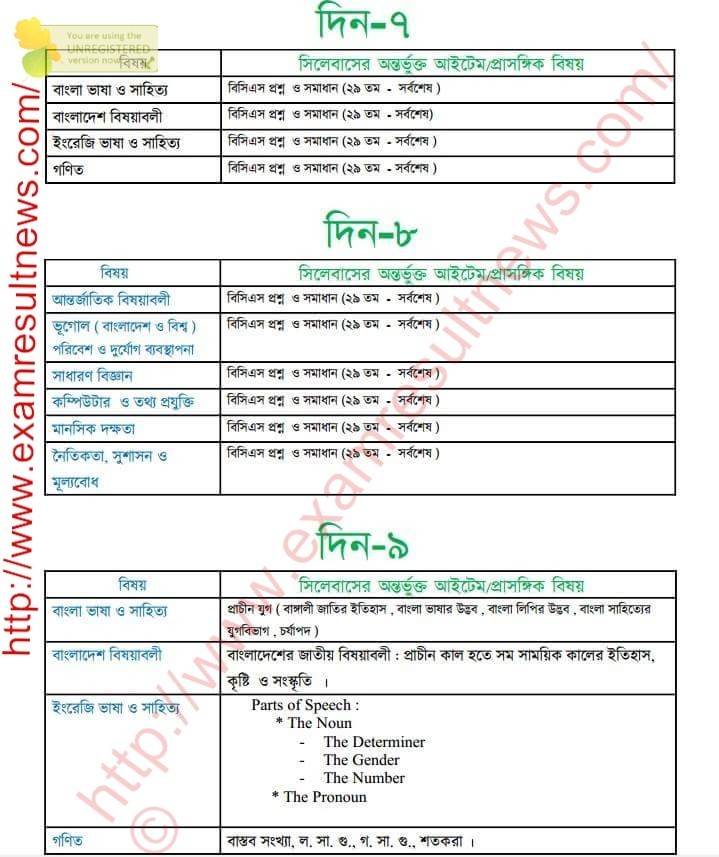 দিন-৭
You are using the
UNREGISTERED
version now
বিষয় সিলেবাসের অন্তর্ভুক্ত আইটেম/প্রাসঙ্গিক বিষয়
বাংলা ভাষা ও সাহিত্য বিসিএস প্রশ্ন ও সমাধান (২৯ তম - সর্বশেষ )
বাংলাদেশ বিষয়াবলী বিসিএস প্রশ্ন ও সমাধান (২৯ তম - সর্বশেষ)
ইংরেজি ভাষা ও সাহিত্য বিসিএস প্রশ্ন ও সমাধান (২৯ তম - সর্বশেষ )
গণিত বিসিএস প্রশ্ন ও সমাধান (২৯ তম - সর্বশেষ )
দিন-৮
বিষয় সিলেবাসের অন্তর্ভুক্ত আইটেম/প্রাসঙ্গিক বিষয়
আন্তর্জাতিক বিষয়াবলী বিসিএস প্রশ্ন ও সমাধান (২৯ তম - সর্বশেষ )
ভূগোল ( বাংলাদেশ ও বিশ্ব ) বিসিএস প্রশ্ন ও সমাধান (২৯ তম - সর্বশেষ )
পরিবেশ ও দুর্যোগ ব্যবস্থাপনা
সাধারণ বিজ্ঞান বিসিএস প্রশ্ন ও সমাধান (২৯ তম - সর্বশেষ )
কম্পিউটার ও তথ্য প্রযুক্তি বিসিএস প্রশ্ন ও সমাধান (২৯ তম - সর্বশেষ )
মানসিক দক্ষতা বিসিএস প্রশ্ন ও সমাধান (২৯ তম - সর্বশেষ )
নৈতিকতা, সুশাসন ও বিসিএস প্রশ্ন ও সমাধান (২৯ তম - সর্বশেষ )
মূল্যবোধ
দিন-৯
বিষয় সিলেবাসের অন্তর্ভুক্ত আইটেম/প্রাসঙ্গিক বিষয়
বাংলা ভাষা ও সাহিত্য প্রাচীন যুগ ( বাঙ্গালী জাতির ইতিহাস , বাংলা ভাষার উদ্ভব , বাংলা লিপির উদ্ভব , বাংলা সাহিত্যের
যুগবিভাগ , চর্যাপদ )
বাংলাদেশ বিষয়াবলী বাংলাদেশের জাতীয় বিষয়াবলী : প্রাচীন কাল হতে সম সাময়িক কালের ইতিহাস,
কৃষ্টি ও সংস্কৃতি ।
ইংরেজি ভাষা ও সাহিত্য Parts of Speech :
* The Noun
- The Determiner
- The Gender
- The Number
* The Pronoun
গণিত বাস্তব সংখ্যা, ল. সা. গু., গ. সা. গু., শতকরা ।
http://www.examresultnews.com/
© http://www.examresultnews.com/